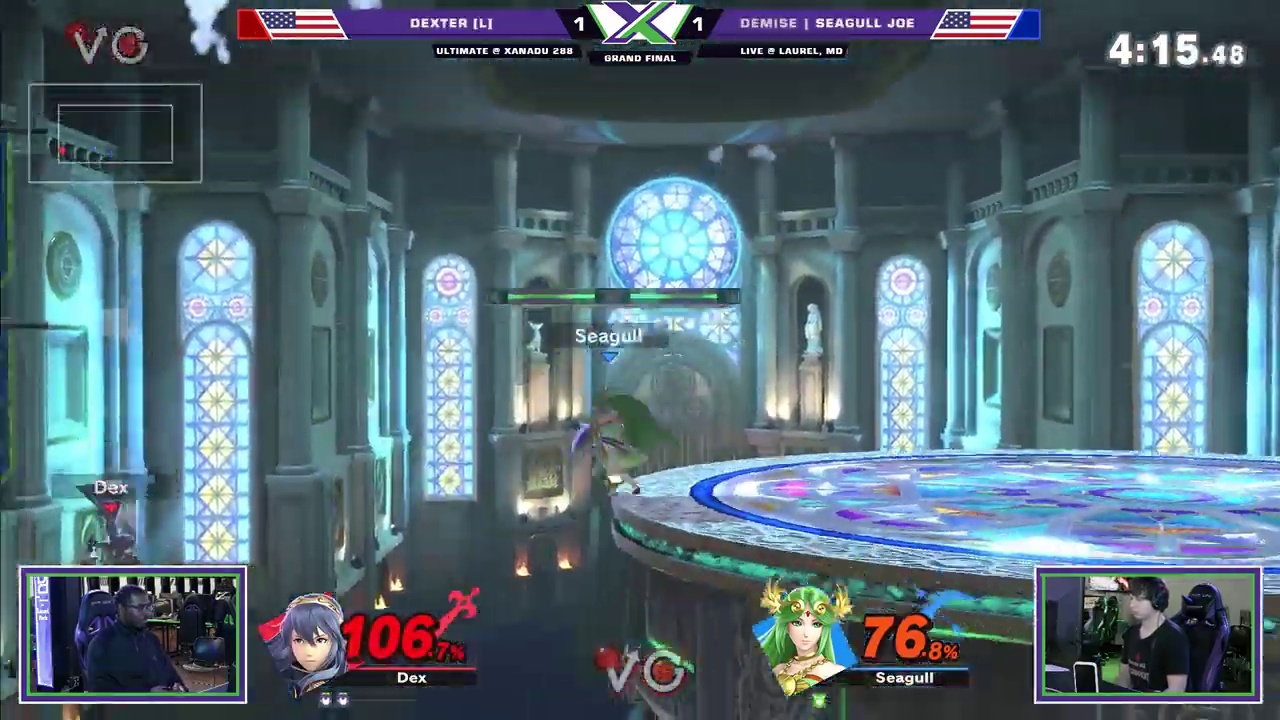 DEXTER [L]
1
1
DEMISE | SEAGULL JOE
ULTIMATE @ XANADU 288
GRAND FINAL
LIVE @ LAUREL, MD
4:15.48
VG
Seagull
Dex
106.7%
Dex
VG
76.8%
Seagull